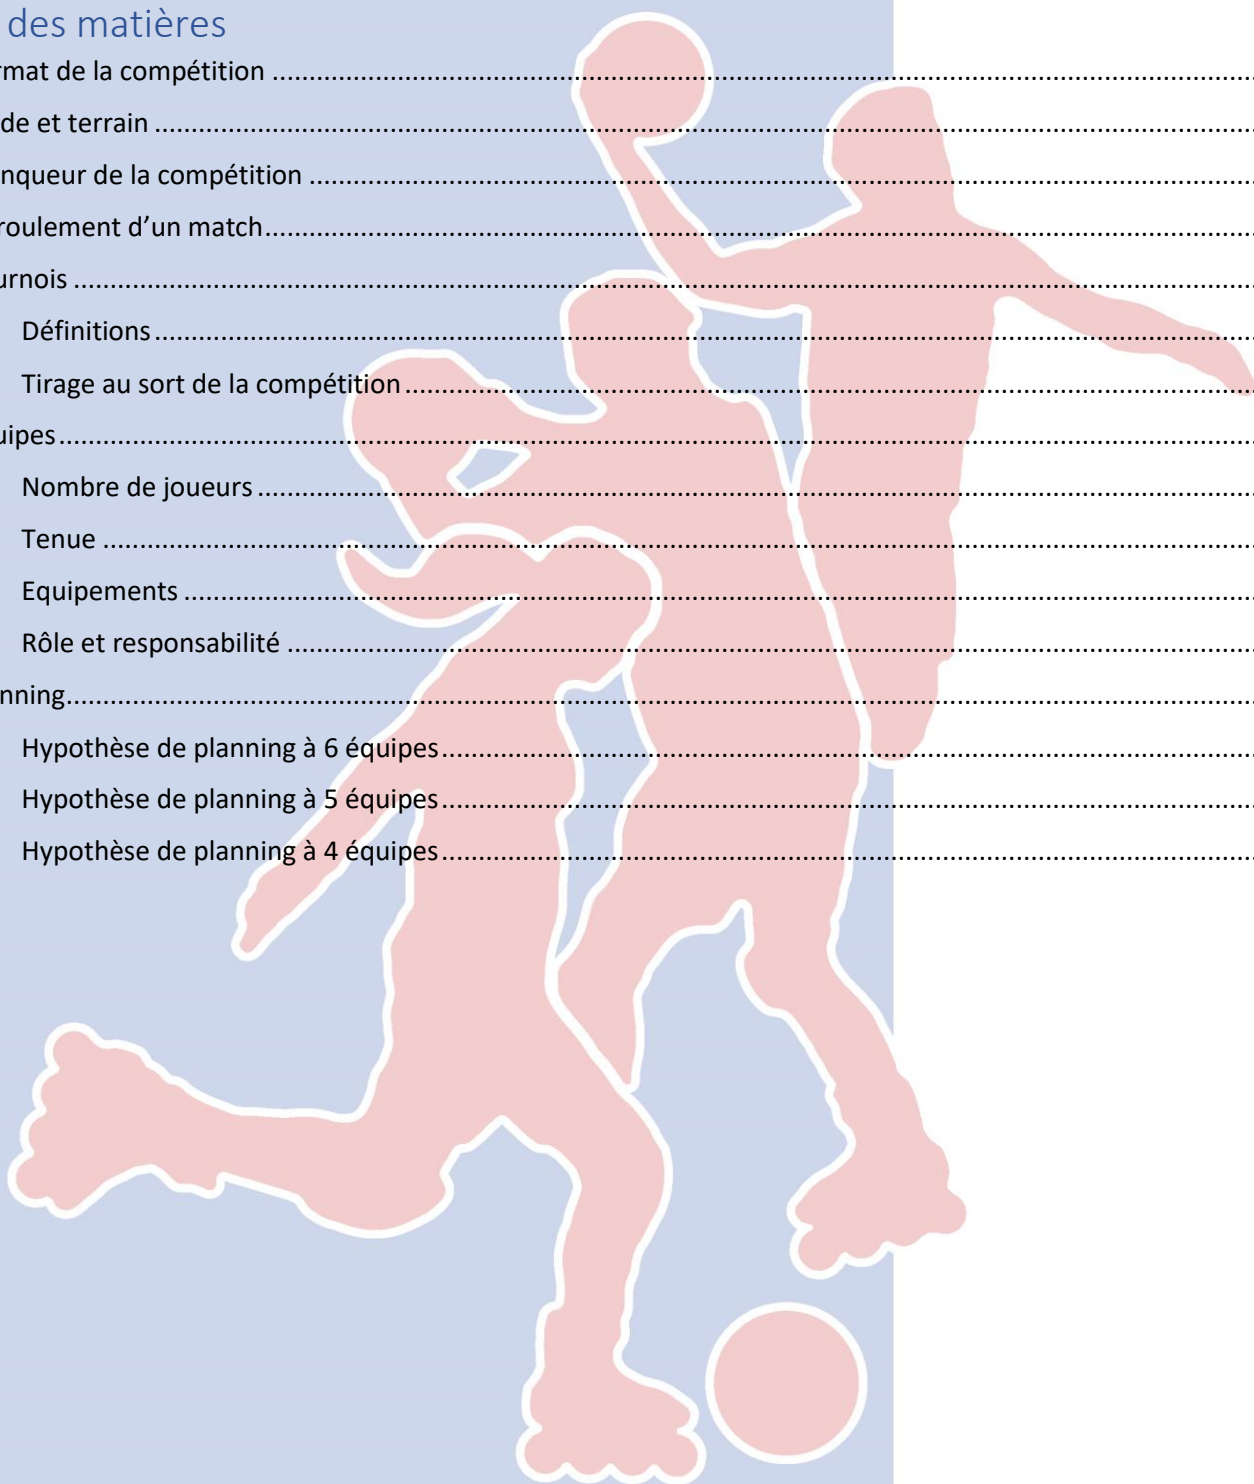 des matières
rmat de la compétition
de et terrain
nqueur de la compétition
roulement d'un match
urnois
Définitions
Tirage au sort de la compétition
uipes
Nombre de joueurs
Tenue
Equipements
Rôle et responsabilité
nning
Hypothèse de planning à 6 équipes
Hypothèse de planning à 5 équipes
Hypothèse de planning à 4 équipes